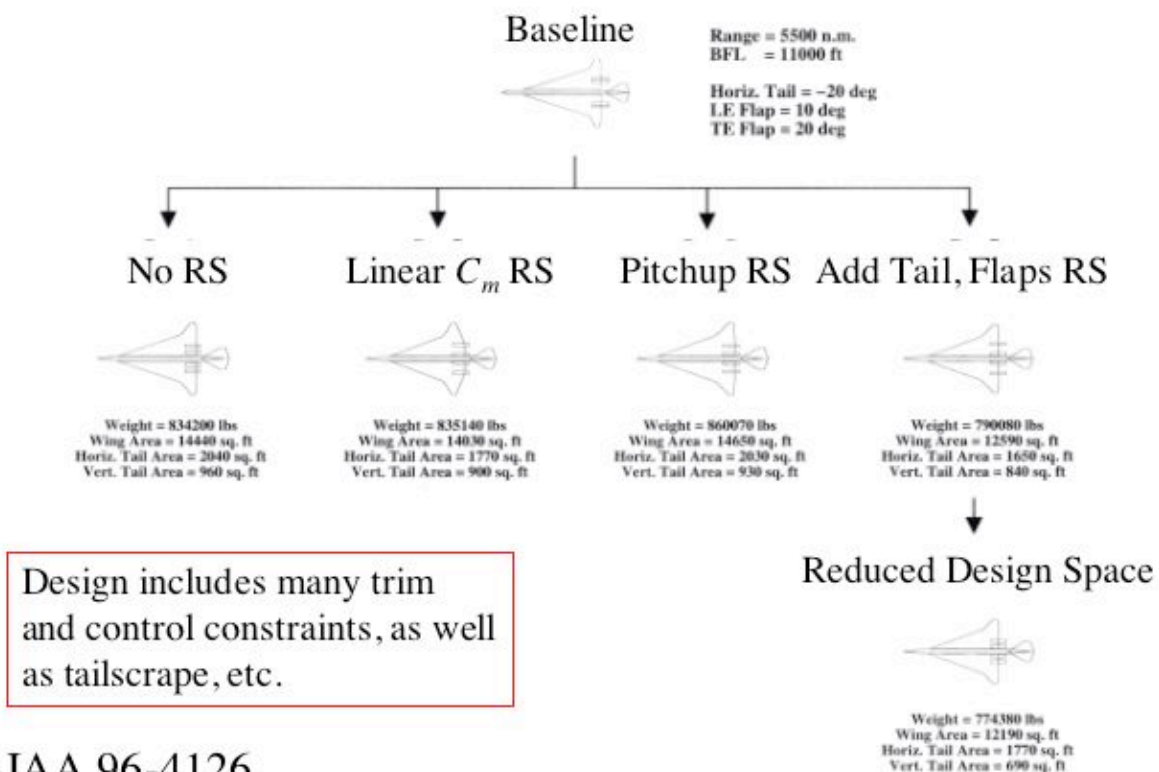 Baseline
Range = 5500 n.m.
BFL = 11000 ft
Horiz. Tail = −20 deg
LE Flap = 10 deg
TE Flap = 20 deg
No RS
Linear Cm RS
Pitchup RS
Add Tail, Flaps RS
Weight = 834200 lbs
Wing Area = 14440 sq. ft
Horiz. Tail Area = 2040 sq. ft
Vert. Tail Area = 960 sq. ft
Weight = 835140 lbs
Wing Area = 14030 sq. ft
Horiz. Tail Area = 1770 sq. ft
Vert. Tail Area = 900 sq. ft
Weight = 860070 lbs
Wing Area = 14650 sq. ft
Horiz. Tail Area = 2030 sq. ft
Vert. Tail Area = 930 sq. ft
Weight = 790080 lbs
Wing Area = 12590 sq. ft
Horiz. Tail Area = 1650 sq. ft
Vert. Tail Area = 840 sq. ft
Reduced Design Space
Design includes many trim
and control constraints, as well
as tailscrape, etc.
Weight = 774380 lbs
Wing Area = 12190 sq. ft
Horiz. Tail Area = 1770 sq. ft
Vert. Tail Area = 690 sq. ft
IAA 96-4126